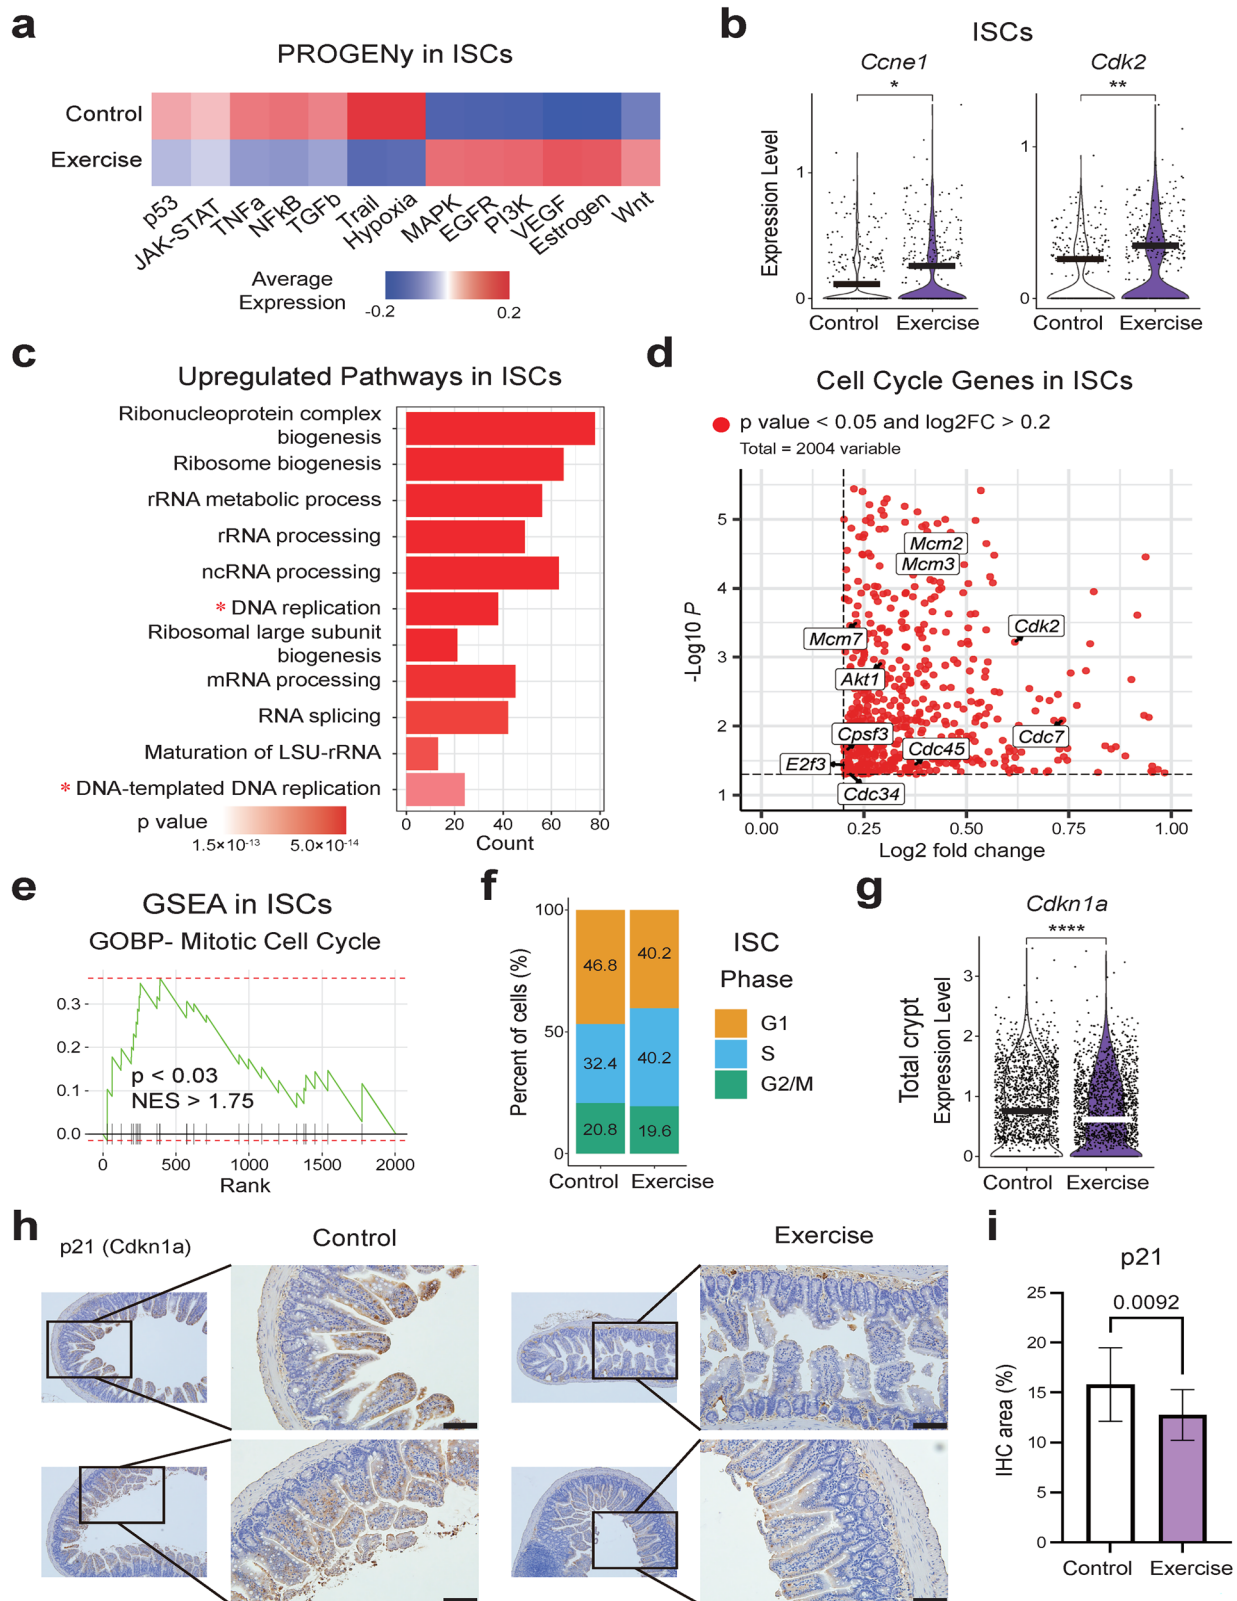 a
PROGENy in ISCs
Control
Exercise
p53
JAK-STAT
TNFa
NFkB
TGFb
Trail
Hypoxia
MAPK
EGFR
PI3K
VEGF
Estrogen
Wnt
Average
Expression
-0.2
0.2
b
ISCs
Ccne1
Cdk2
*
**
Expression Level
1
0
1
0
Control
Exercise
Control
Exercise
c
Upregulated Pathways in ISCs
Ribonucleoprotein complex
biogenesis
Ribosome biogenesis
rRNA metabolic process
rRNA processing
ncRNA processing
* DNA replication
Ribosomal large subunit
biogenesis
mRNA processing
RNA splicing
Maturation of LSU-rRNA
* DNA-templated DNA replication
p value
1.5×10⁻¹³
5.0×10⁻¹⁴
0
20
40
60
80
Count
d
Cell Cycle Genes in ISCs
p value < 0.05 and log2FC > 0.2
Total = 2004 variable
-Log10 P
5
4
3
2
1
Mcm2
Mcm3
Mcm7
Cdk2
Akt1
Cpsf3
Cdc45
Cdc7
E2f3
Cdc34
0.00
0.25
0.50
0.75
1.00
Log2 fold change
e
GSEA in ISCs
GOBP- Mitotic Cell Cycle
0.3
0.2
0.1
0.0
p < 0.03
NES > 1.75
0
500
1000
1500
2000
Rank
f
Percent of cells (%)
100
50
0
46.8
40.2
32.4
40.2
20.8
19.6
Control
Exercise
ISC
Phase
G1
S
G2/M
g
Cdkn1a
****
Total crypt
Expression Level
3
2
1
0
Control
Exercise
h
p21 (Cdkn1a)
Control
Exercise
i
p21
0.0092
IHC area (%)
25
20
15
10
5
0
Control
Exercise